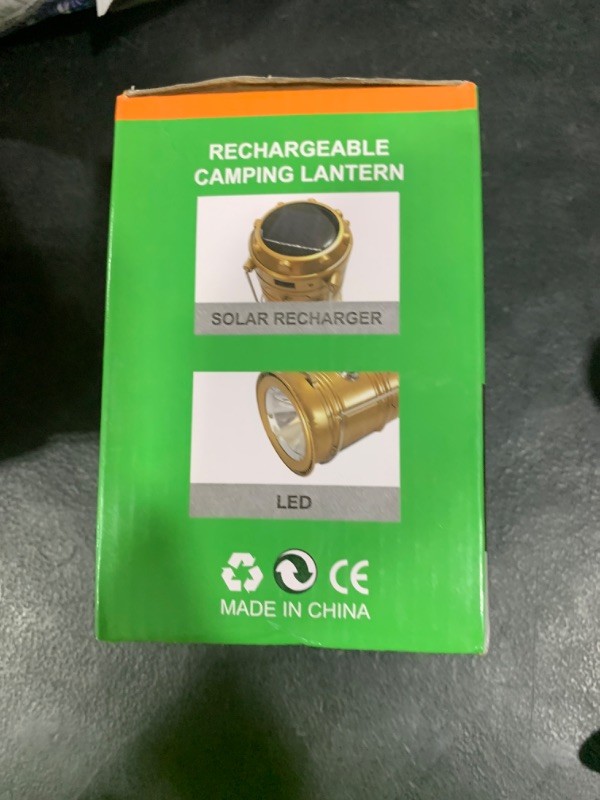 RECHARGEABLE
CAMPING LANTERN
SOLAR RECHARGER
LED
CE
MADE IN CHINA